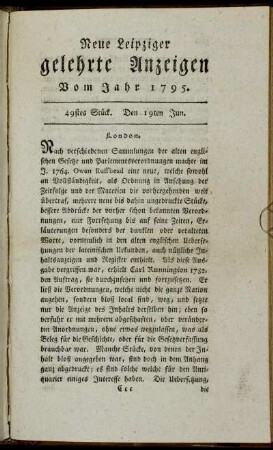 Neue Leipziger
gelehrte Anzeigen
Vom Jahr 1795.
49stes Stück. Den 19ten Jun.
London.
Nach verschiedenen Sammlungen der alten engli-
schen Gesetz und Parlementsverordnungen machte im
J. 1764. Owan Ruffhead eine neue, welche sowohl
an Vollständigkeit, als Ordnung in Ansehung der
Zeitfolge und der Materien die vorhergehenden weit
übertraf, mehrere neue bis dahin ungedruckte Stücke,
bessere Abdrücke der vorher schon bekannten Verord-
nungen, eine Fortsetzung bis auf seine Zeiten, Er-
läuterungen besonders der dunklen oder veralteten
Worte, vornemlich in den alten englischen Uebersez-
zungen der lateinischen Urkunden, auch nützliche In-
haltsanzeigen und Register enthielt. Als diese Aus-
gabe vergriffen war, erhielt Carl Runnington 1782.
den Auftrag, sie durchzusehen und fortzusetzen. Er
ließ die Verordnungen, welche nicht die ganze Nation
angehen, sondern bloß local sind, weg, und setzte
nur die Anzeige des Inhalts derselben hin; eben so
verfuhr er mit mehrern abgeschaften, oder veränder-
ten Anordnungen, ohne etwas wegzulassen, was als
Beleg für die Geschichte, oder für die Gesetzverfassung
brauchbar war. Manche Stücke, von denen der In-
halt bloß angegeben war, sind doch in dem Anhang
ganz abgedruckt; es sind solche welche für den Anti-
quarier einiges Interesse haben. Die Uebersetzung,
Ccc die